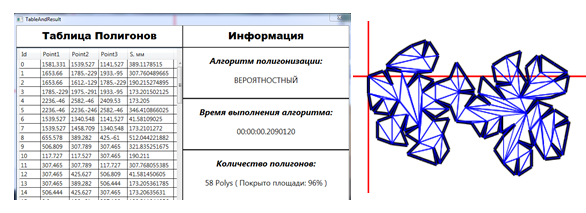 TableAndResult
Таблица Полигонов
Id Point1 Point2 Point3 S, мм
0 1581,331 1539,527 1141,527 389.1178515
1 1653.66 1785.-229 1933.-95 307.760489665
2 1653.66 1612,-129 1785.-229 190.215274895
3 1785.-229 1975.-291 1933.-95 173.201502125
4 2236.-46 2582.-46 2409.53 173.205
5 2236.-46 2236.-246 2582.-46 346.410866025
6 1539.527 1340.548 1141.527 41.58109025
7 1539.527 1458.709 1340.548 173.2101272
8 655.578 389.282 425.-61 512.044221882
9 506.809 307.789 307.465 321.835251675
10 117.727 117.527 307.465 190.211
11 307.465 307.789 117.727 307.768055385
12 307.465 425.627 506.809 41.581450605
13 307.465 389.282 506.444 173.205361785
14 506.444 425.627 307.465 173.20635631
Информация
Алгоритм полигонизации:
ВЕРОЯТНОСТНЫЙ
Время выполнения алгоритма:
00:00:00.2090120
Количество полигонов:
58 Polys ( Покрыто площади: 96% )